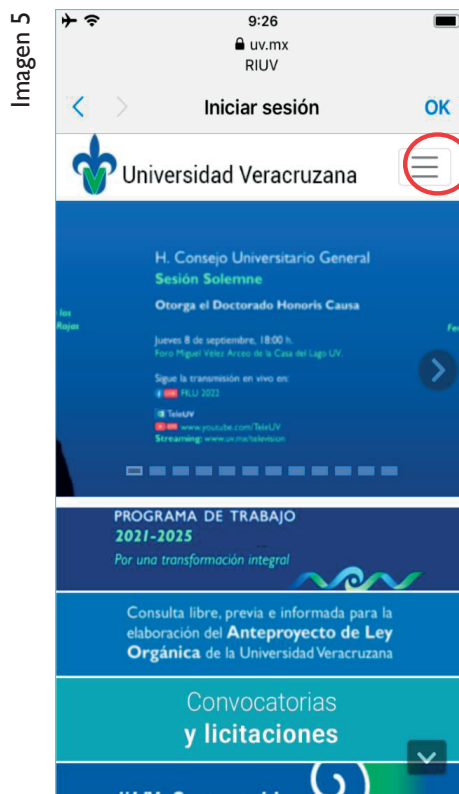 Imagen 5
9:26
uv.mx
RIUV
Iniciar sesión
OK
Universidad Veracruzana
H. Consejo Universitario General
Sesión Solemne
Otorga el Doctorado Honoris Causa
los
Rojas
Jueves 8 de septiembre, 18:00 h.
Foro Miguel Vélez Arceo de la Casa del Lago UV.
Sigue la transmisión en vivo en:
FILU 2022
TeleUV
www.youtube.com/TeleUV
Streaming: www.uv.mx/television
PROGRAMA DE TRABAJO
2021-2025
Por una transformación integral
Consulta libre, previa e informada para la
elaboración del Anteproyecto de Ley
Orgánica de la Universidad Veracruzana
Convocatorias
y licitaciones